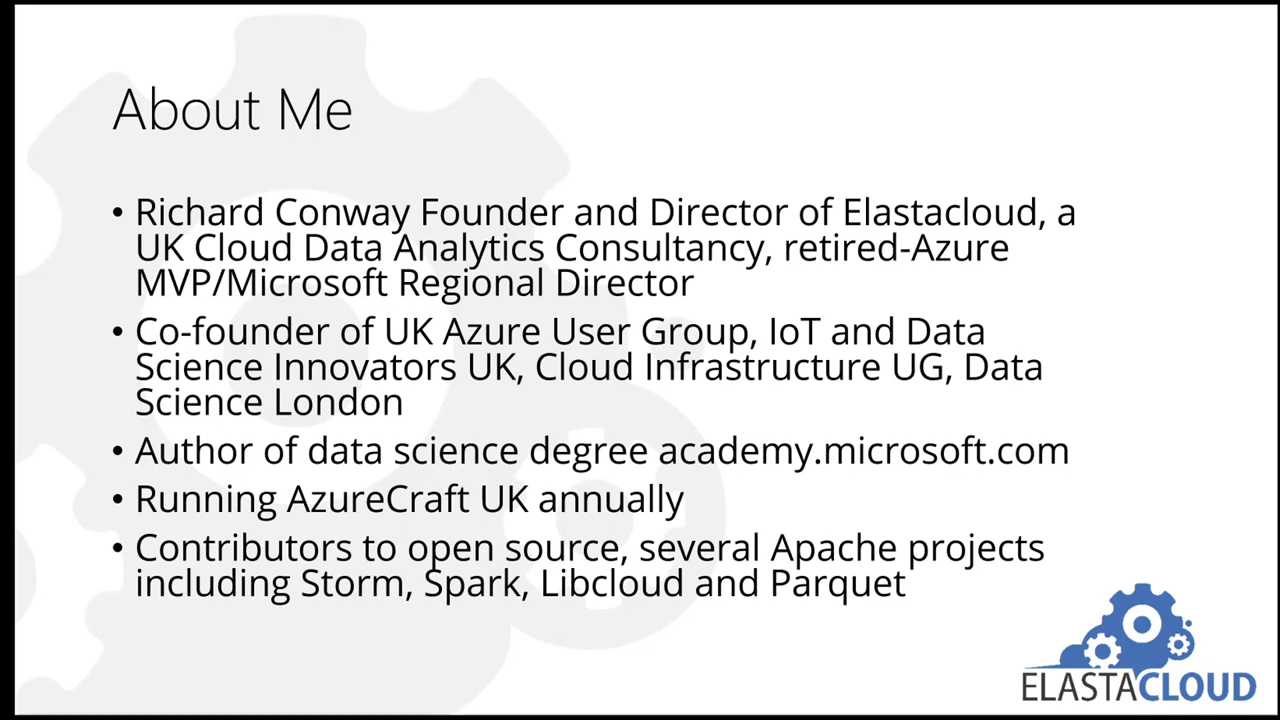 About Me
• Richard Conway Founder and Director of Elastacloud, a
UK Cloud Data Analytics Consultancy, retired-Azure
MVP/Microsoft Regional Director
• Co-founder of UK Azure User Group, IoT and Data
Science Innovators UK, Cloud Infrastructure UG, Data
Science London
• Author of data science degree academy.microsoft.com
• Running AzureCraft UK annually
• Contributors to open source, several Apache projects
including Storm, Spark, Libcloud and Parquet
ELASTACLOUD